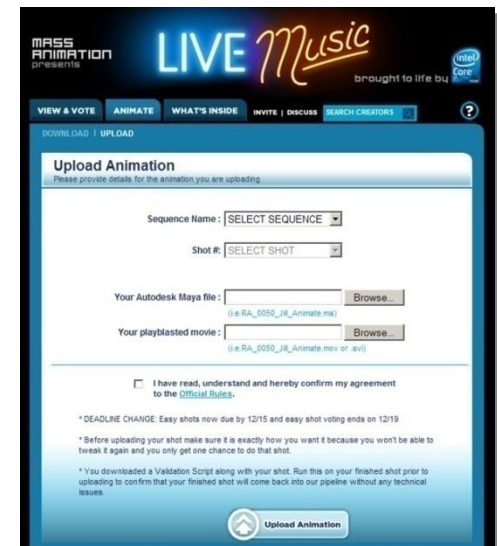 MASS
ANIMATION
presents
LIVE Music
brought to life by
intel
Core
VIEW & VOTE ANIMATE WHAT'S INSIDE INVITE | DISCUSS SEARCH CREATORS ?
DOWNLOAD | UPLOAD
Upload Animation
Please provide details for the animation you are uploading
Sequence Name : SELECT SEQUENCE
Shot #: SELECT SHOT
Your Autodesk Maya file : Browse...
(i.e.RA_0050_Jill_Animate.ma)
Your playblasted movie : Browse...
(i.e.RA_0050_Jill_Animate.mov or .avi)
I have read, understand and hereby confirm my agreement
to the Official Rules.
* DEADLINE CHANGE: Easy shots now due by 12/15 and easy shot voting ends on 12/19
* Before uploading your shot make sure it is exactly how you want it because you won't be able to
tweak it again and you only get one chance to do that shot.
* You downloaded a Validation Script along with your shot. Run this on your finished shot prior to
uploading to confirm that your finished shot will come back into our pipeline without any technical
issues.
Upload Animation